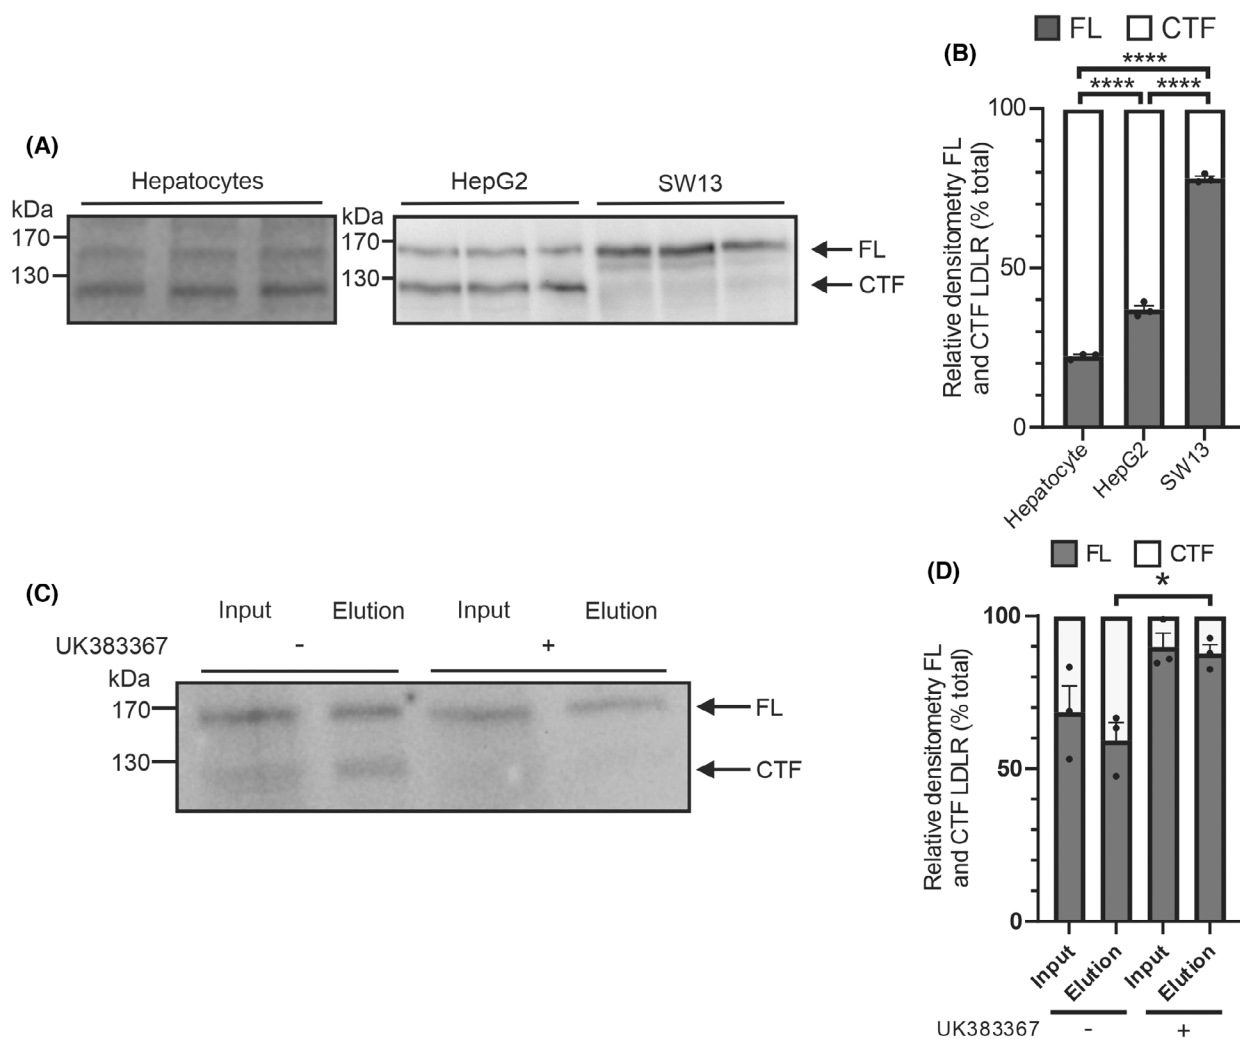 (A)
Hepatocytes
HepG2
SW13
kDa
170
130
kDa
170
130
FL
CTF
(B)
FL
CTF
****
**** ****
Relative densitometry FL
and CTF LDLR (% total)
100
50
0
Hepatocyte
HepG2
SW13
(C)
Input
Elution
Input
Elution
UK383367
-
+
kDa
170
130
FL
CTF
(D)
FL
CTF
*
Relative densitometry FL
and CTF LDLR (% total)
100
50
0
Input
Elution
Input
Elution
UK383367
-
+